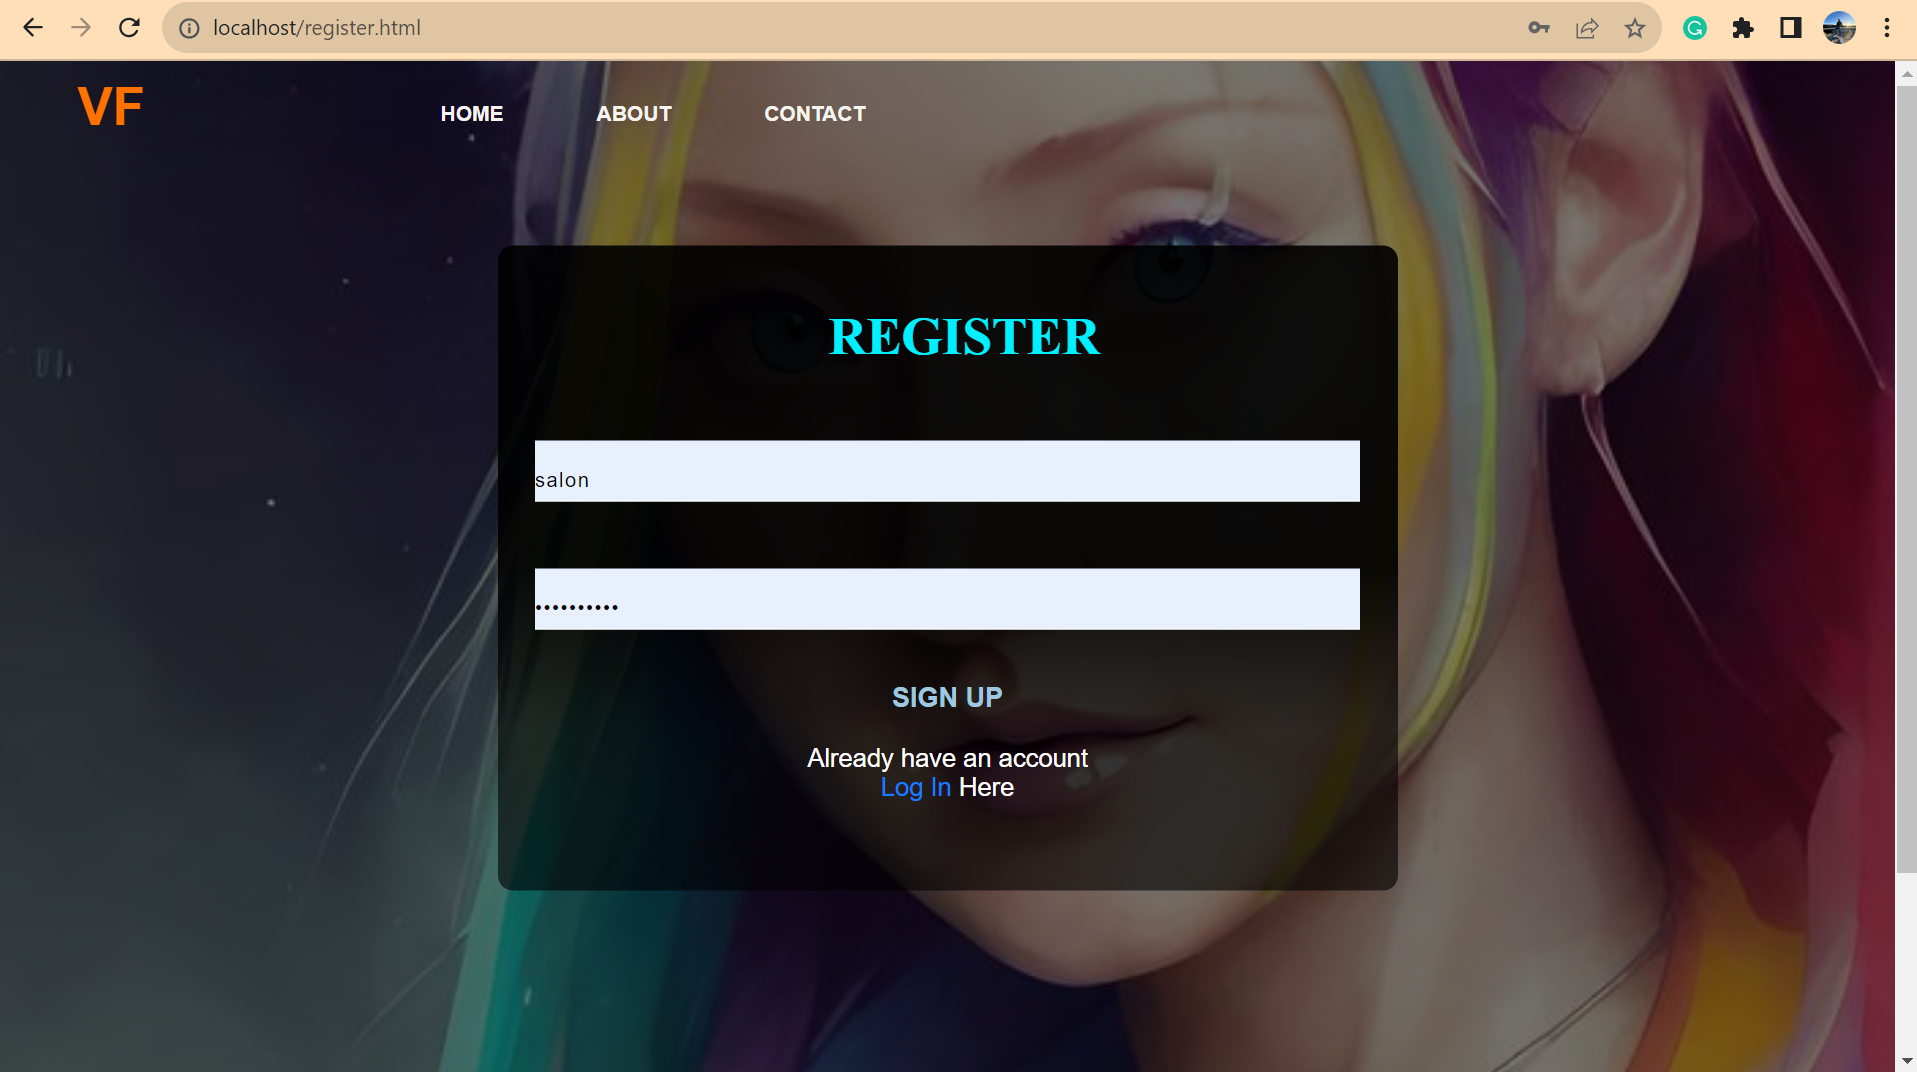 localhost/register.html
VF
HOME ABOUT CONTACT
REGISTER
salon
••••••••••
SIGN UP
Already have an account
Log In Here